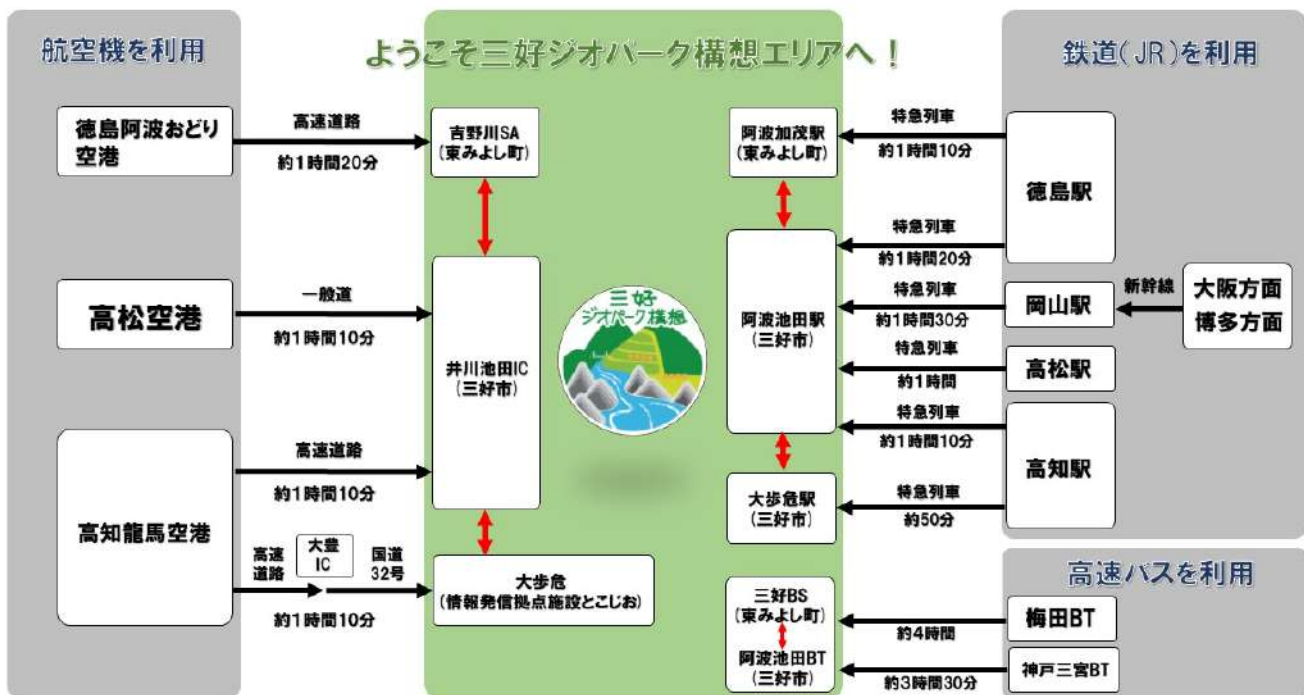 ようこそ三好ジオパーク構想エリアへ！
航空機を利用
徳島阿波おどり
空港
高速道路
約1時間20分
吉野川SA
(東みよし町)
高松空港
一般道
約1時間10分
井川池田IC
(三好市)
高知龍馬空港
高速道路
約1時間10分
高速
道路
大豊
IC
国道
32号
約1時間10分
大歩危
(情報発信拠点施設とこじお)
三好
ジオパーク構想
鉄道(JR)を利用
阿波加茂駅
(東みよし町)
特急列車
約1時間10分
徳島駅
特急列車
約1時間20分
阿波池田駅
(三好市)
特急列車
約1時間30分
岡山駅
新幹線
大阪方面
博多方面
特急列車
約1時間
高松駅
特急列車
約1時間10分
高知駅
大歩危駅
(三好市)
特急列車
約50分
高速バスを利用
三好BS
(東みよし町)
約4時間
梅田BT
阿波池田BT
(三好市)
約3時間30分
神戸三宮BT